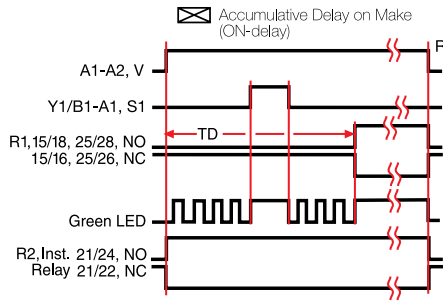 Accumulative Delay on Make
(ON-delay)
A1-A2, V
Y1/B1-A1, S1
TD
R1,15/18, 25/28, NO
15/16, 25/26, NC
Green LED
R2,Inst. 21/24, NO
Relay 21/22, NC